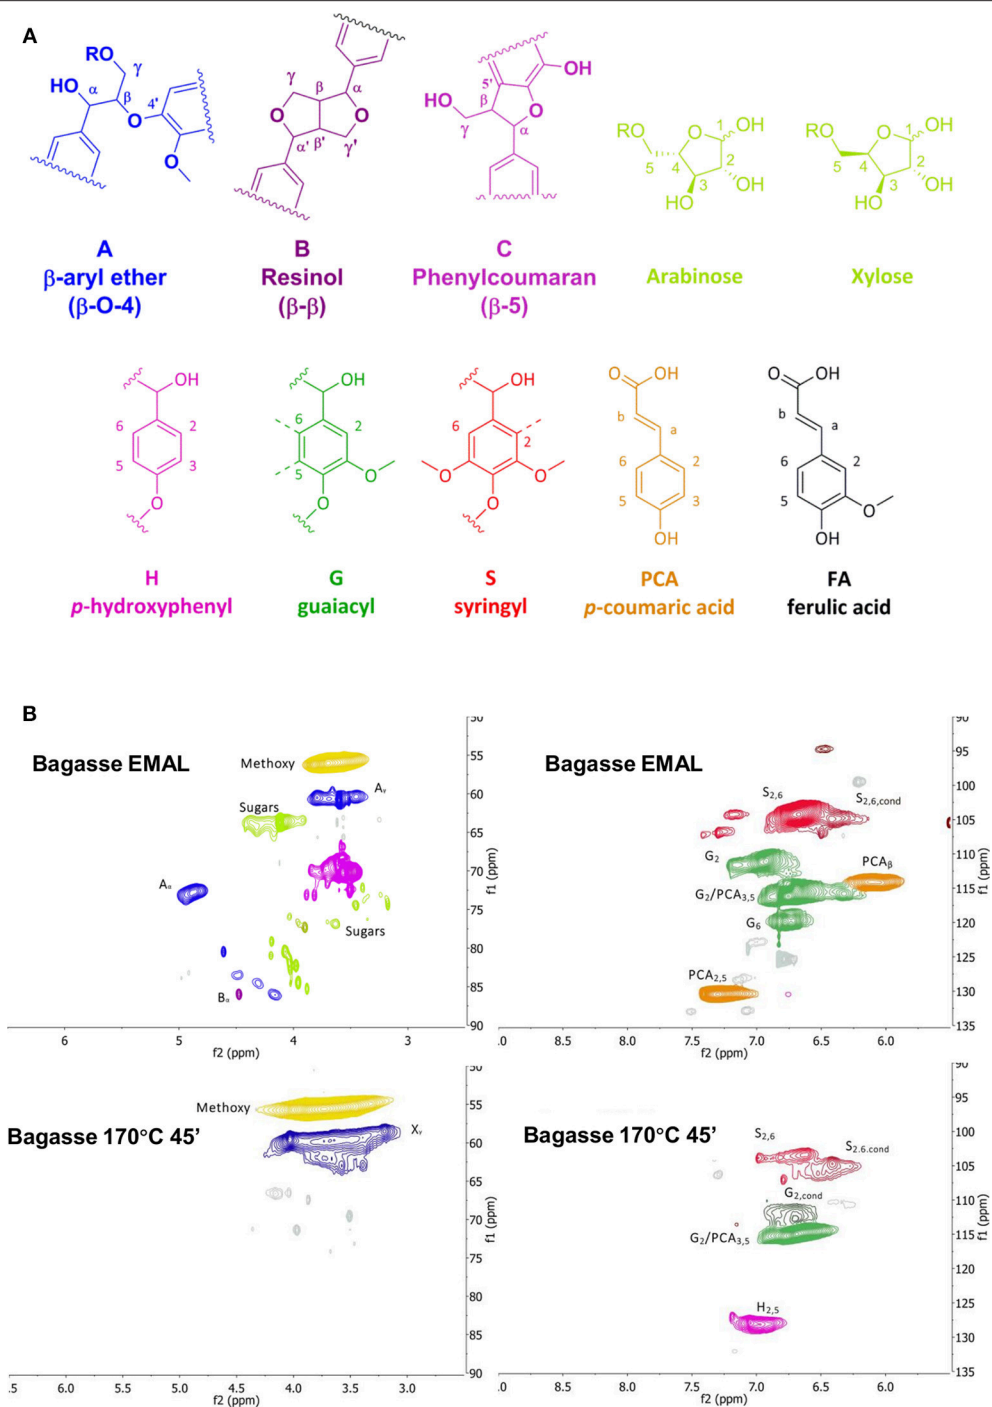 A
RO
γ
HO
α
β
4'
O
O
γ
β
α
O
O
α'
β'
γ'
OH
5'
HO
β
O
γ
α
RO
O
1
OH
5
4
2
3
OH
HO
RO
O
1
OH
5
4
2
3
OH
HO
A
β-aryl ether
(β-O-4)
B
Resinol
(β-β)
C
Phenylcoumaran
(β-5)
Arabinose
Xylose
OH
6
2
5
3
O
OH
6
2
5
O
O
OH
6
2
O
O
O
O
OH
b
a
6
2
5
3
OH
O
OH
b
a
6
2
5
O
OH
H
p-hydroxyphenyl
G
guaiacyl
S
syringyl
PCA
p-coumaric acid
FA
ferulic acid
B
Bagasse EMAL
Methoxy
Aγ
Sugars
Aα
Sugars
Bα
50
55
60
65
70
75
80
85
90
f1 (ppm)
6
5
4
3
f2 (ppm)
Bagasse EMAL
S2,6
S2,6,cond
G2
PCAβ
G2/PCA3,5
G6
PCA2,5
90
95
100
105
110
115
120
125
130
135
f1 (ppm)
8.0
7.5
7.0
6.5
6.0
f2 (ppm)
Bagasse 170°C 45’
Methoxy
Xγ
50
55
60
65
70
75
80
85
90
f1 (ppm)
.5
6.0
5.0
4.5
4.0
3.5
3.0
f2 (ppm)
Bagasse 170°C 45’
S2,6
S2.6.cond
G2,cond
G2/PCA3,5
H2,5
90
95
100
105
110
115
120
125
130
135
f1 (ppm)
.0
8.0
7.5
7.0
6.5
6.0
f2 (ppm)